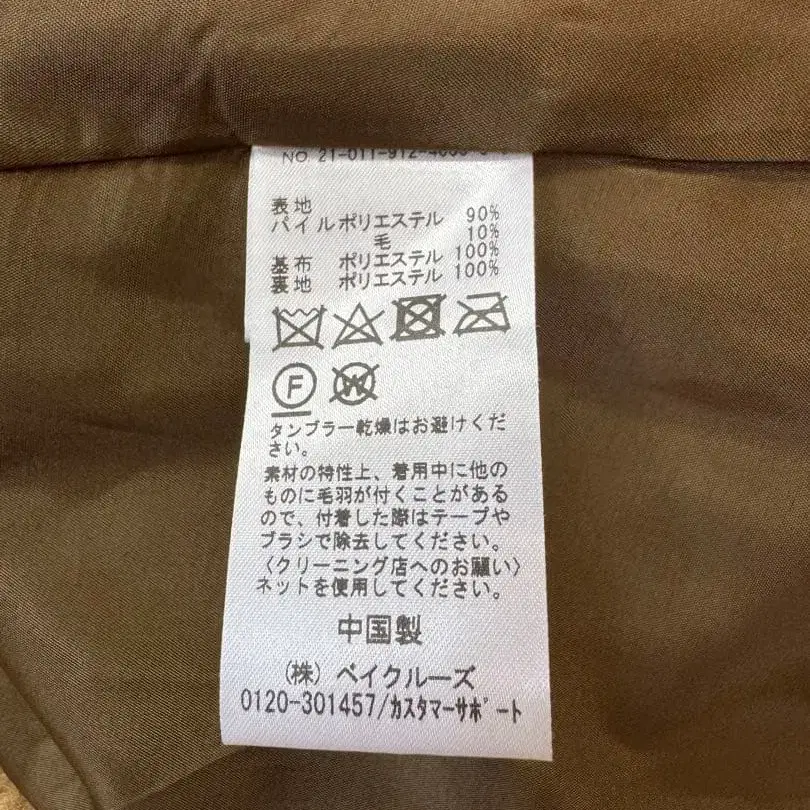 NO 21-011-912-
表地
パイルポリエステル 90%
毛 10%
基布 ポリエステル 100%
裏地 ポリエステル 100%
F W
タンブラー乾燥はお避けくださ
さい。
素材の特性上、着用中に他の
ものに毛羽が付くことがある
ので、付着した際はテープや
ブラシで除去してください。
〈クリーニング店へのお願い〉
ネットを使用してください。
中国製
(株) ベイクルーズ
0120-301457/カスタマーサポート